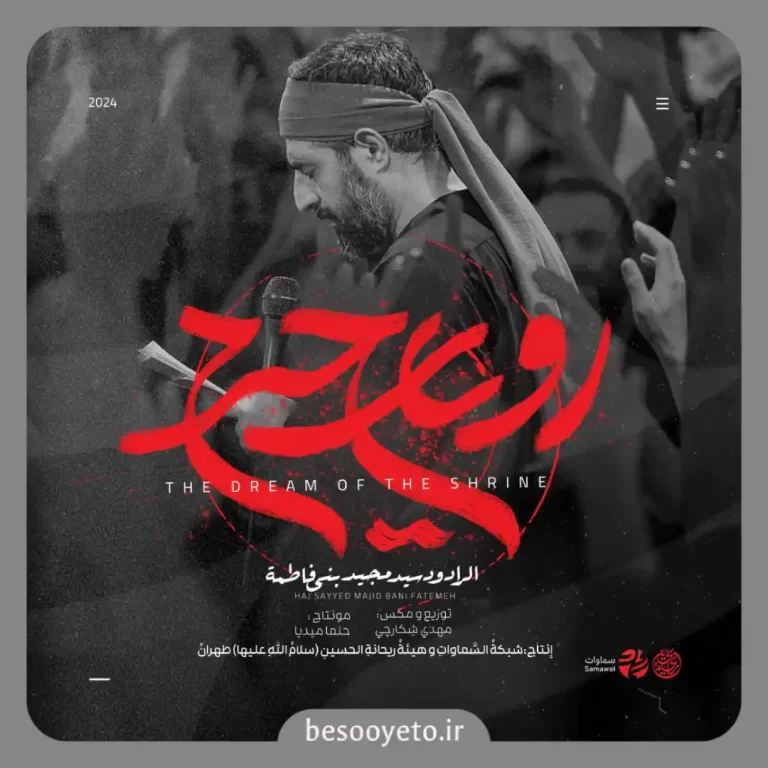 2024
رویای حرم
THE DREAM OF THE SHRINE
الرادود سيد مجيد بني فاطمة
HAJ SAYYED MAJID BANI FATEMEH
توزيع و مكس: مونتاج:
مهدي شكارچي حلما ميديا
إنتاج: شبكةُ السَّماواتِ و هيئةُ ريحانةِ الحسينِ (سلامُ اللهِ عليها) طهرانْ
سماوات
Samawat
besooyeto.ir